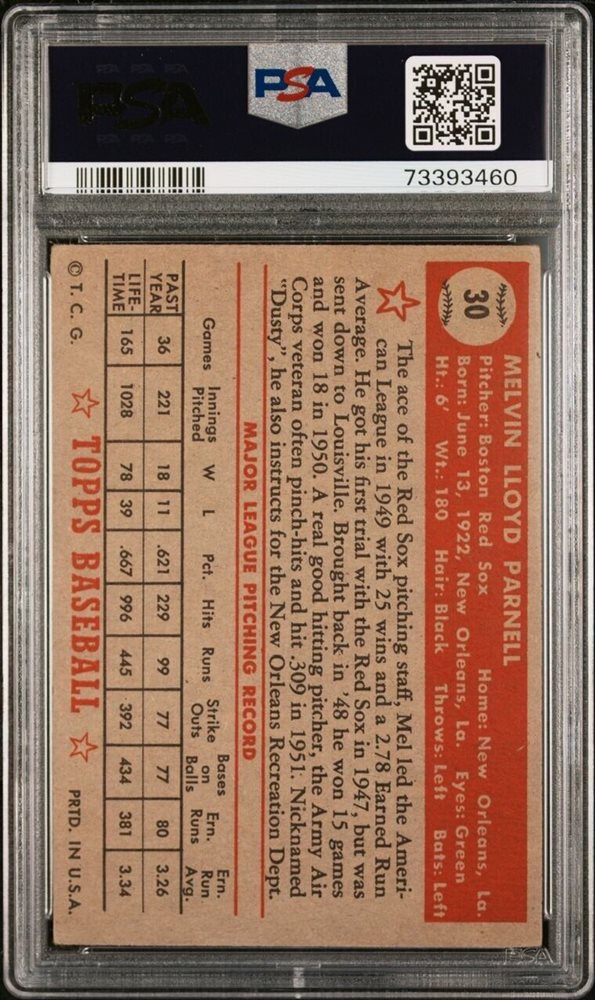 PSA
PSA
73393460
30
MELVIN LLOYD PARNELL
Pitcher: Boston Red Sox Home: New Orleans, La.
Born: June 13, 1922, New Orleans, La. Eyes: Green
Ht.: 6' Wt.: 180 Hair: Black Throws: Left Bats: Left
The ace of the Red Sox pitching staff, Mel led the Ameri-
can League in 1949 with 25 wins and a 2.78 Earned Run
Average. He got his first trial with the Red Sox in 1947, but was
sent down to Louisville. Brought back in '48 he won 15 games
and won 18 in 1950. A real good hitting pitcher, the Army Air
Corps veteran often pinch-hits and hit .309 in 1951. Nicknamed
"Dusty", he also instructs for the New Orleans Recreation Dept.
MAJOR LEAGUE PITCHING RECORD
Games Innings Pitched W L Pct. Hits Runs Strike Outs Bases on Balls Ern. Runs Ern. Run Avg.
PAST YEAR 36 221 18 11 .621 229 99 77 77 80 3.26
LIFE-TIME 165 1028 78 39 .667 996 445 392 434 381 3.34
© T. C. G. TOPPS BASEBALL PRTD. IN U.S.A.
PSA